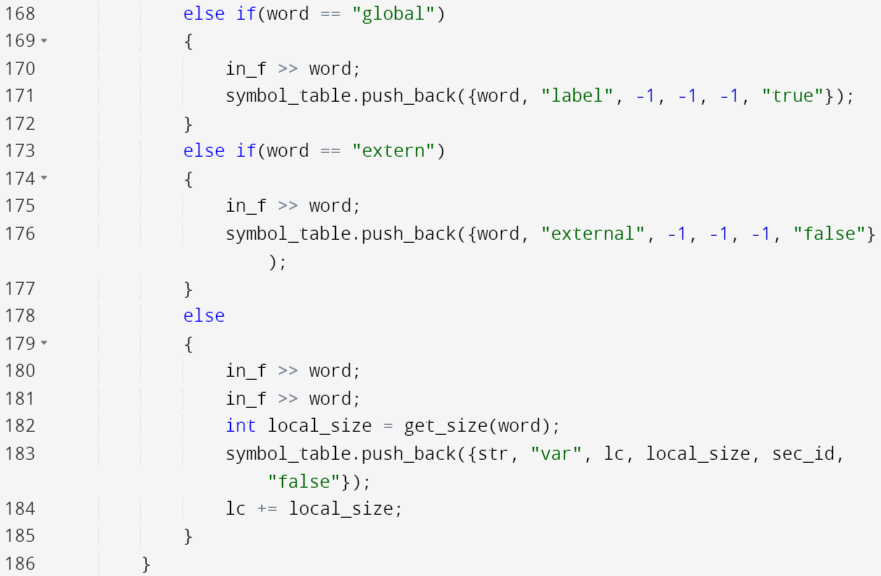 168 else if(word == "global")
169 {
170 in_f >> word;
171 symbol_table.push_back({word, "label", -1, -1, -1, "true"});
172 }
173 else if(word == "extern")
174 {
175 in_f >> word;
176 symbol_table.push_back({word, "external", -1, -1, -1, "false"}
);
177 }
178 else
179 {
180 in_f >> word;
181 in_f >> word;
182 int local_size = get_size(word);
183 symbol_table.push_back({str, "var", lc, local_size, sec_id,
"false"});
184 lc += local_size;
185 }
186 }